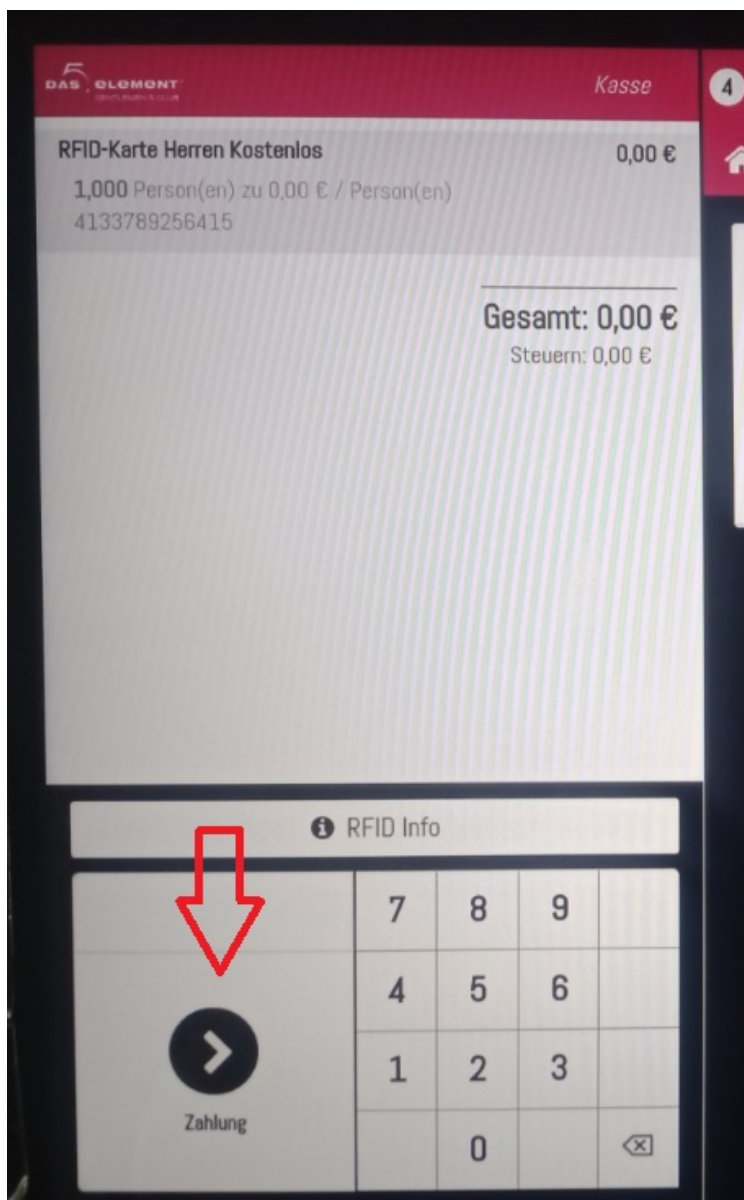 DAS 5. ELEMENT
Kasse
4
RFID-Karte Herren Kostenlos 0,00 €
1,000 Person(en) zu 0,00 € / Person(en)
4133789256415
Gesamt: 0,00 €
Steuern: 0,00 €
RFID Info
7 8 9
4 5 6
1 2 3
0
Zahlung